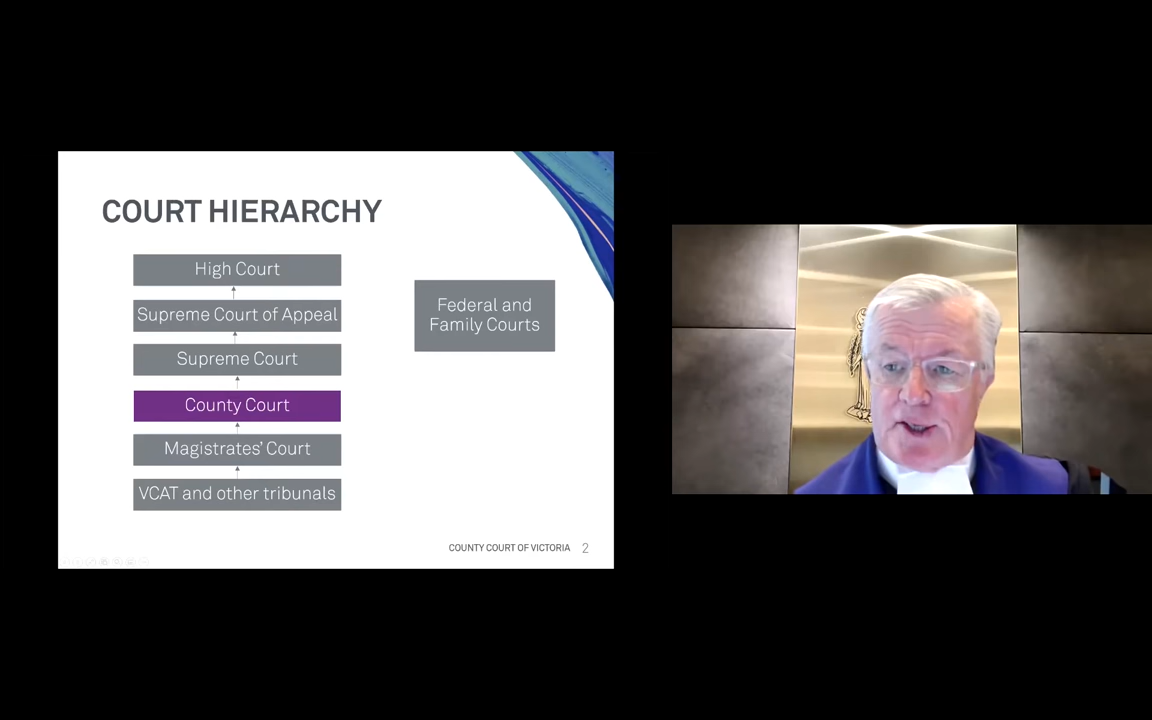 COURT HIERARCHY
High Court
Supreme Court of Appeal
Supreme Court
County Court
Magistrates’ Court
VCAT and other tribunals
Federal and
Family Courts
COUNTY COURT OF VICTORIA 2